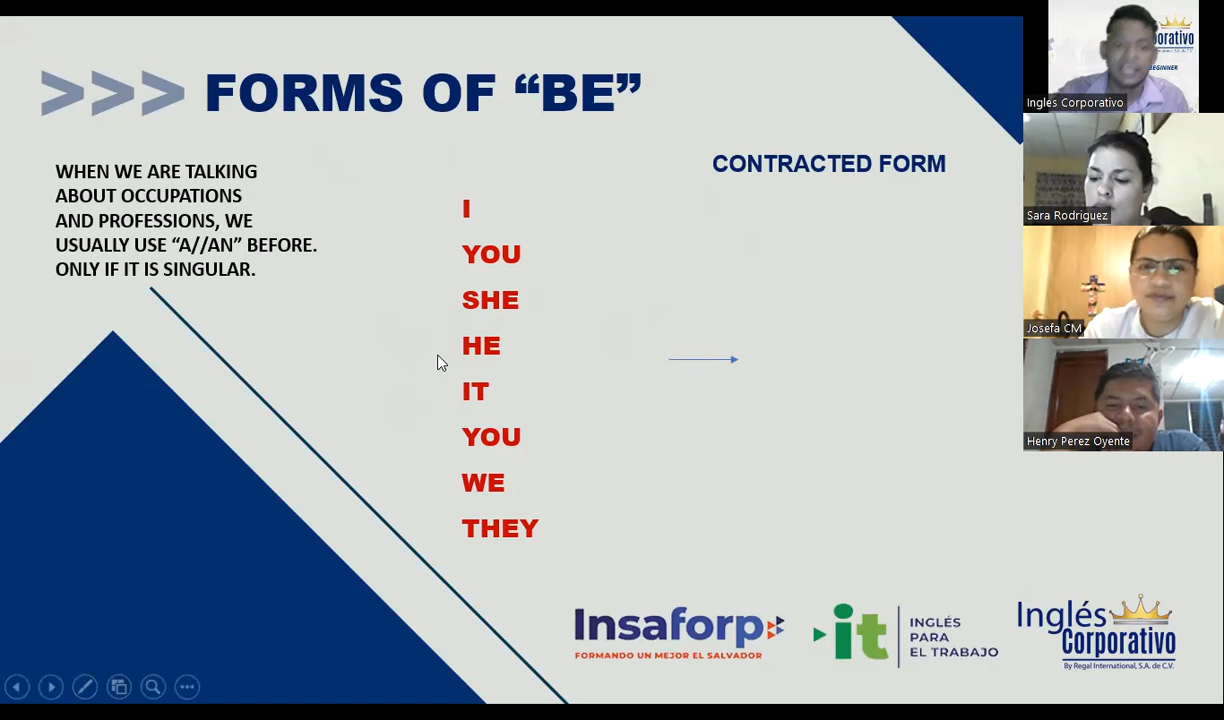 >>> FORMS OF “BE”
WHEN WE ARE TALKING
ABOUT OCCUPATIONS
AND PROFESSIONS, WE
USUALLY USE “A//AN” BEFORE.
ONLY IF IT IS SINGULAR.
CONTRACTED FORM
I
YOU
SHE
HE
IT
YOU
WE
THEY
Insaforp
FORMANDO UN MEJOR EL SALVADOR
it
INGLÉS
PARA
EL TRABAJO
Inglés
Corporativo
By Regal International, S.A. de C.V.
orativo
BEGINNER
Inglés Corporativo
Sara Rodriguez
Josefa CM
Henry Perez Oyente